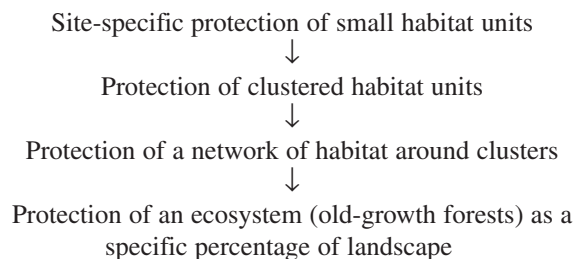 Site-specific protection of small habitat units
↓
Protection of clustered habitat units
↓
Protection of a network of habitat around clusters
↓
Protection of an ecosystem (old-growth forests) as a
specific percentage of landscape